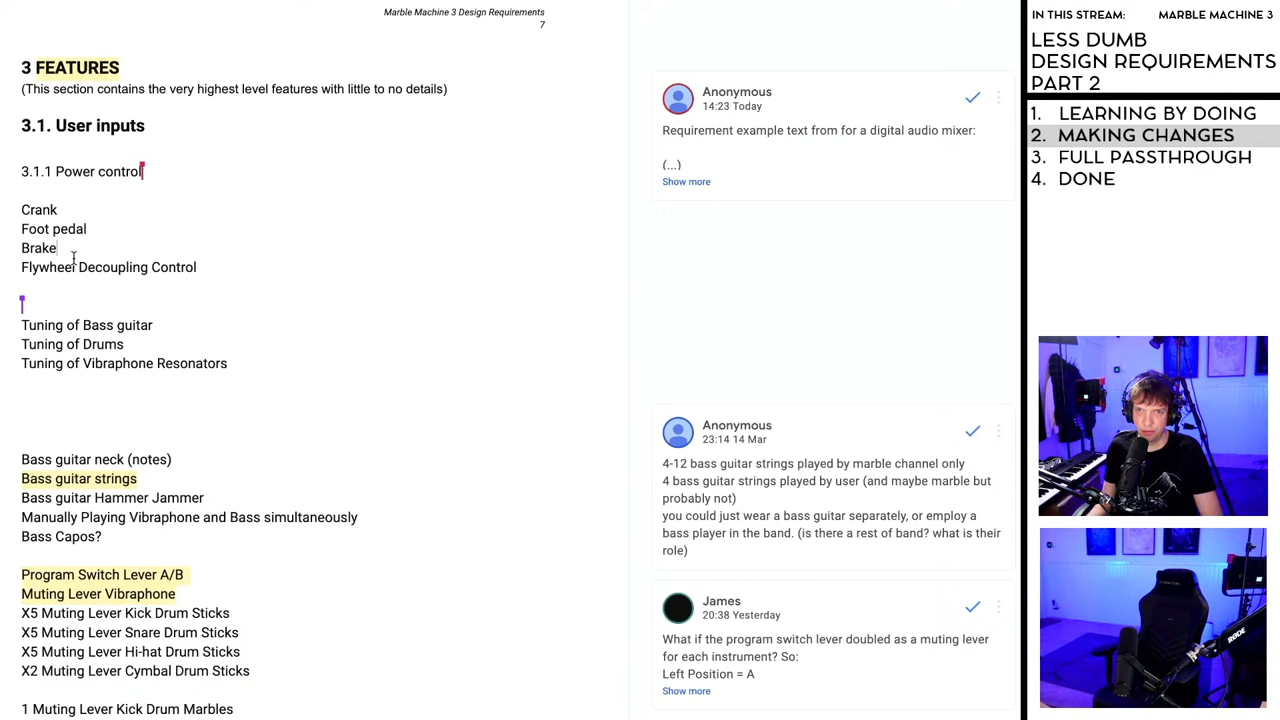 Marble Machine 3 Design Requirements
7
3 FEATURES
(This section contains the very highest level features with little to no details)
3.1. User inputs
3.1.1 Power control
Crank
Foot pedal
Brake
Flywheel Decoupling Control
Tuning of Bass guitar
Tuning of Drums
Tuning of Vibraphone Resonators
Bass guitar neck (notes)
Bass guitar strings
Bass guitar Hammer Jammer
Manually Playing Vibraphone and Bass simultaneously
Bass Capos?
Program Switch Lever A/B
Muting Lever Vibraphone
X5 Muting Lever Kick Drum Sticks
X5 Muting Lever Snare Drum Sticks
X5 Muting Lever Hi-hat Drum Sticks
X2 Muting Lever Cymbal Drum Sticks
1 Muting Lever Kick Drum Marbles
Anonymous
14:23 Today
Requirement example text from for a digital audio mixer:
(...)
Show more
Anonymous
23:14 14 Mar
4-12 bass guitar strings played by marble channel only
4 bass guitar strings played by user (and maybe marble but
probably not)
you could just wear a bass guitar separately, or employ a
bass player in the band. (is there a rest of band? what is their
role)
James
20:38 Yesterday
What if the program switch lever doubled as a muting lever
for each instrument? So:
Left Position = A
Show more
IN THIS STREAM: MARBLE MACHINE 3
LESS DUMB
DESIGN REQUIREMENTS
PART 2
1. LEARNING BY DOING
2. MAKING CHANGES
3. FULL PASSTHROUGH
4. DONE
RODE